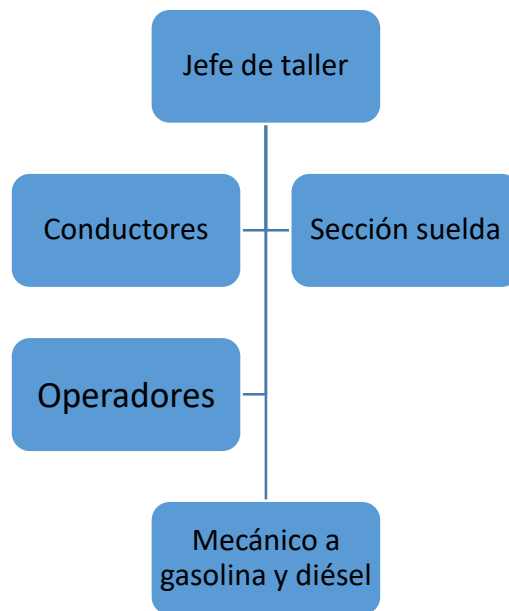 Jefe de taller
Conductores
Sección suelda
Operadores
Mecánico a
gasolina y diésel